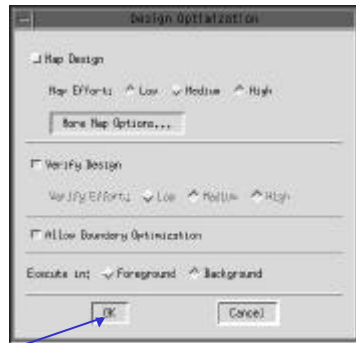 Design Optimization
Map Design
Map Effort: Low Medium High
More Map Options...
Verify Design
Verify Effort: Low Medium High
Allow Boundary Optimization
Execute in: Foreground Background
OK Cancel